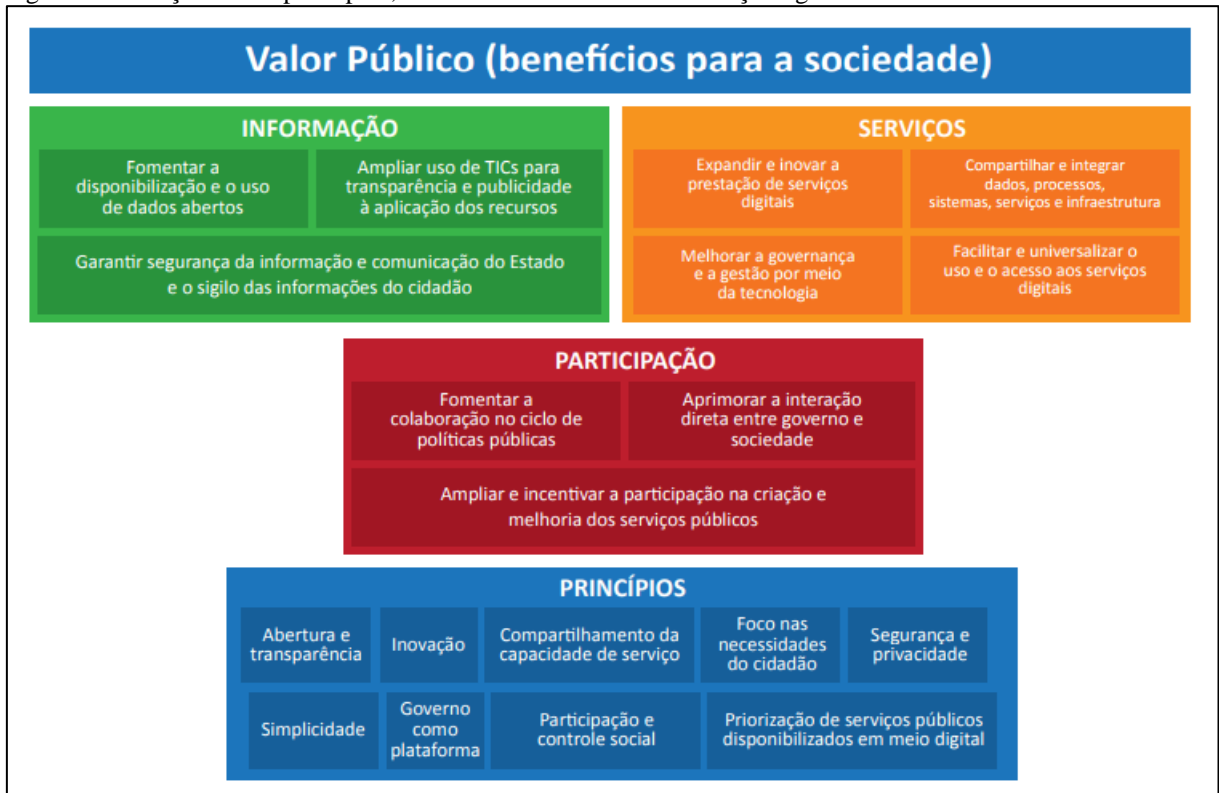 Valor Público (benefícios para a sociedade)
INFORMAÇÃO
Fomentar a
disponibilização e o uso
de dados abertos
Ampliar uso de TICs para
transparência e publicidade
à aplicação dos recursos
Garantir segurança da informação e comunicação do Estado
e o sigilo das informações do cidadão
SERVIÇOS
Expandir e inovar a
prestação de serviços
digitais
Compartilhar e integrar
dados, processos,
sistemas, serviços e infraestrutura
Melhorar a governança
e a gestão por meio
da tecnologia
Facilitar e universalizar o
uso e o acesso aos serviços
digitais
PARTICIPAÇÃO
Fomentar a
colaboração no ciclo de
políticas públicas
Aprimorar a interação
direta entre governo e
sociedade
Ampliar e incentivar a participação na criação e
melhoria dos serviços públicos
PRINCÍPIOS
Abertura e
transparência
Inovação
Compartilhamento da
capacidade de serviço
Foco nas
necessidades
do cidadão
Segurança e
privacidade
Simplicidade
Governo
como
plataforma
Participação e
controle social
Priorização de serviços públicos
disponibilizados em meio digital